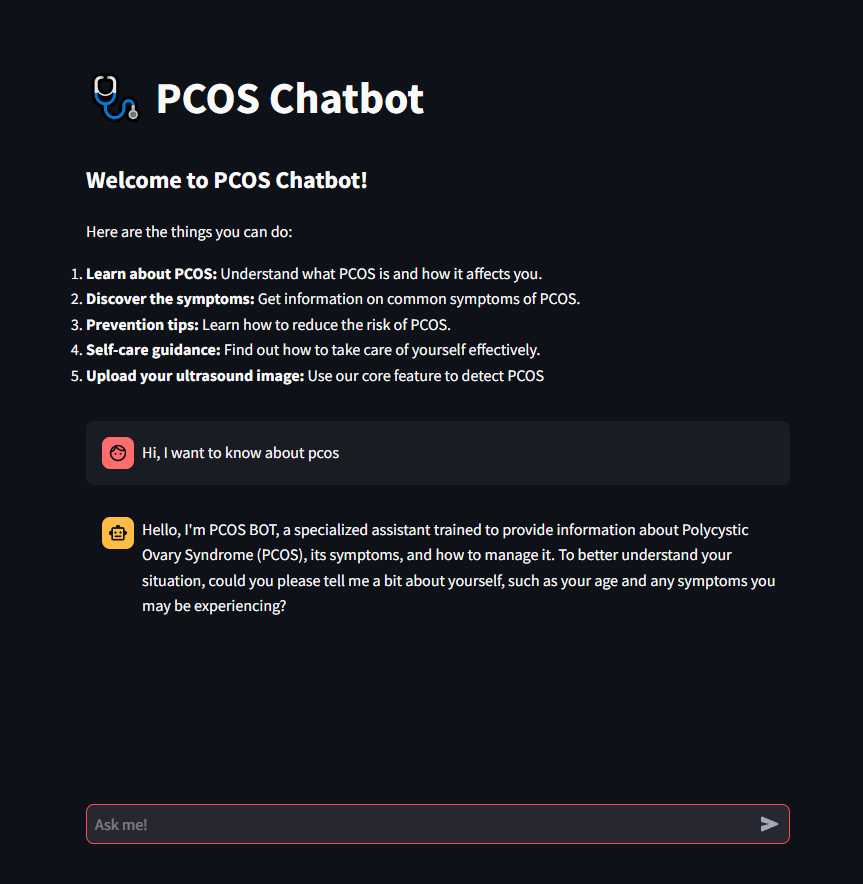 PCOS Chatbot
Welcome to PCOS Chatbot!
Here are the things you can do:
1. Learn about PCOS: Understand what PCOS is and how it affects you.
2. Discover the symptoms: Get information on common symptoms of PCOS.
3. Prevention tips: Learn how to reduce the risk of PCOS.
4. Self-care guidance: Find out how to take care of yourself effectively.
5. Upload your ultrasound image: Use our core feature to detect PCOS
Hi, I want to know about pcos
Hello, I'm PCOS BOT, a specialized assistant trained to provide information about Polycystic
Ovary Syndrome (PCOS), its symptoms, and how to manage it. To better understand your
situation, could you please tell me a bit about yourself, such as your age and any symptoms you
may be experiencing?
Ask me!